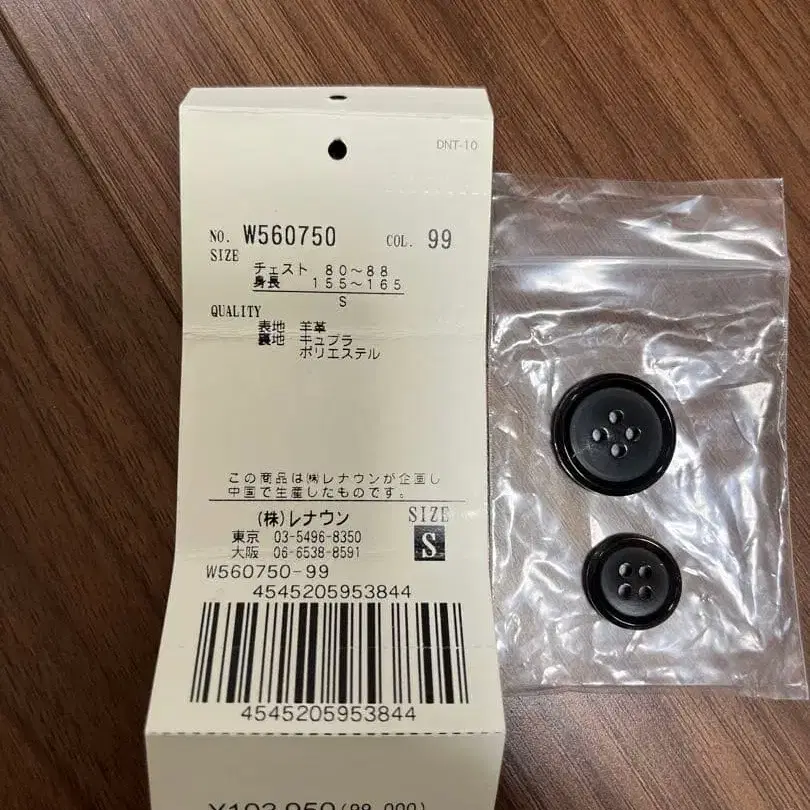 DNT-10
NO. W560750 COL. 99
SIZE
チェスト 80~88
身長 155~165
S
QUALITY
表地 羊革
裏地 キュプラ
ポリエステル
この商品は㈱レナウンが企画し
中国で生産したものです。
(株)レナウン SIZE
東京 03-5496-8350 S
大阪 06-6538-8591
W560750-99
4545205953844
4545205953844
¥103,950(99,000)